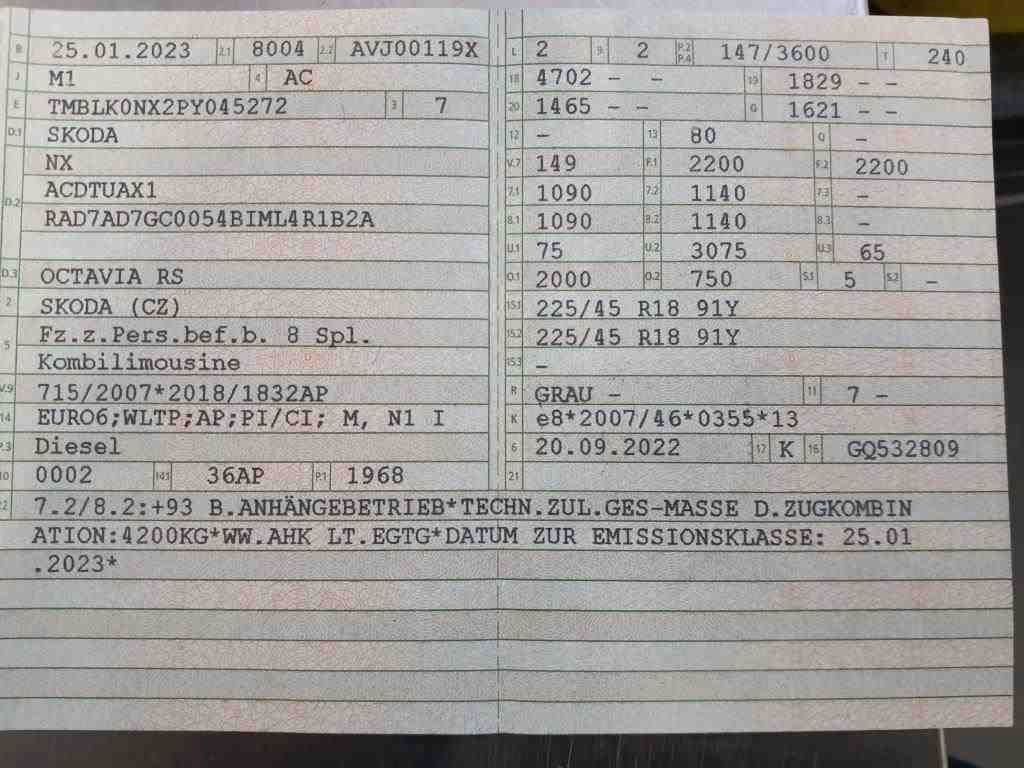 B 25.01.2023 2.1 8004 2.2 AVJ00119X
J M1 4 AC
E TMBLK0NX2PY045272 3 7
D.1 SKODA
NX
D.2 ACDTUAX1
RAD7AD7GC0054BIML4R1B2A
D.3 OCTAVIA RS
2 SKODA (CZ)
5 Fz.z.Pers.bef.b. 8 Spl.
Kombilimousine
V.9 715/2007*2018/1832AP
14 EURO6;WLTP;AP;PI/CI; M, N1 I
P.3 Diesel
10 0002 14.1 36AP P.1 1968
L 2 9 2 P.2 P.4 147/3600 T 240
18 4702 - - 19 1829 - -
20 1465 - - G 1621 - -
12 - 13 80 Q -
V.7 149 F.1 2200 F.2 2200
7.1 1090 7.2 1140 7.3 -
8.1 1090 8.2 1140 8.3 -
U.1 75 U.2 3075 U.3 65
O.1 2000 O.2 750 S.1 5 S.2 -
15.1 225/45 R18 91Y
15.2 225/45 R18 91Y
15.3 -
R GRAU - 11 7 -
K e8*2007/46*0355*13
6 20.09.2022 17 K 16 GQ532809
21
22 7.2/8.2:+93 B.ANHÄNGEBETRIEB*TECHN.ZUL.GES-MASSE D.ZUGKOMBIN
ATION:4200KG*WW.AHK LT.EGTG*DATUM ZUR EMISSIONSKLASSE: 25.01
.2023*